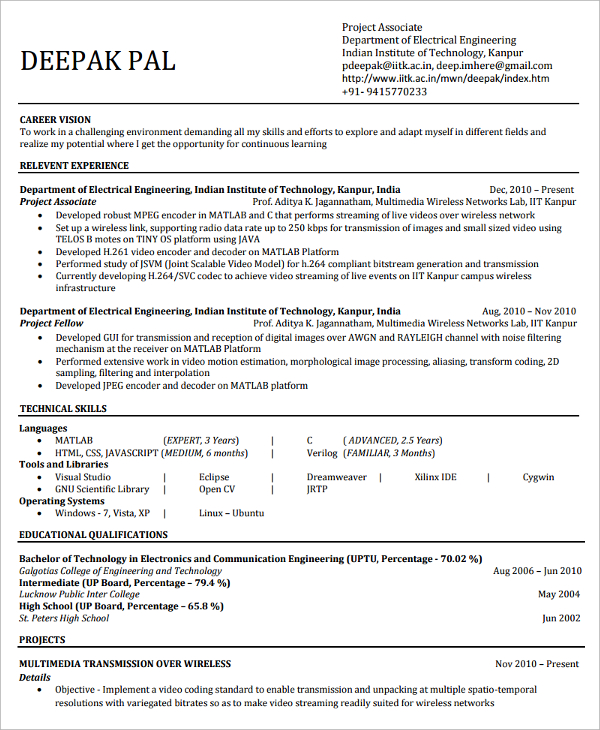 DEEPAK PAL
Project Associate
Department of Electrical Engineering
Indian Institute of Technology, Kanpur
pdeepak@iitk.ac.in, deep.imhere@gmail.com
http://www.iitk.ac.in/mwn/deepak/index.htm
+91- 9415770233
CAREER VISION
To work in a challenging environment demanding all my skills and efforts to explore and adapt myself in different fields and
realize my potential where I get the opportunity for continuous learning
RELEVENT EXPERIENCE
Department of Electrical Engineering, Indian Institute of Technology, Kanpur, India Dec, 2010 – Present
Project Associate Prof. Aditya K. Jagannatham, Multimedia Wireless Networks Lab, IIT Kanpur
• Developed robust MPEG encoder in MATLAB and C that performs streaming of live videos over wireless network
• Set up a wireless link, supporting radio data rate up to 250 kbps for transmission of images and small sized video using
TELOS B motes on TINY OS platform using JAVA
• Developed H.261 video encoder and decoder on MATLAB Platform
• Performed study of JSVM (Joint Scalable Video Model) for h.264 compliant bitstream generation and transmission
• Currently developing H.264/SVC codec to achieve video streaming of live events on IIT Kanpur campus wireless
infrastructure
Department of Electrical Engineering, Indian Institute of Technology, Kanpur, India Aug, 2010 – Nov 2010
Project Fellow Prof. Aditya K. Jagannatham, Multimedia Wireless Networks Lab, IIT Kanpur
• Developed GUI for transmission and reception of digital images over AWGN and RAYLEIGH channel with noise filtering
mechanism at the receiver on MATLAB Platform
• Performed extensive work in video motion estimation, morphological image processing, aliasing, transform coding, 2D
sampling, filtering and interpolation
• Developed JPEG encoder and decoder on MATLAB platform
TECHNICAL SKILLS
Languages
• MATLAB (EXPERT, 3 Years) | C ( ADVANCED, 2.5 Years)
• HTML, CSS, JAVASCRIPT (MEDIUM, 6 months) | Verilog (FAMILIAR, 3 Months)
Tools and Libraries
• Visual Studio | Eclipse | Dreamweaver | Xilinx IDE | Cygwin
• GNU Scientific Library | Open CV | JRTP
Operating Systems
• Windows - 7, Vista, XP | Linux – Ubuntu
EDUCATIONAL QUALIFICATIONS
Bachelor of Technology in Electronics and Communication Engineering (UPTU, Percentage - 70.02 %)
Galgotias College of Engineering and Technology Aug 2006 – Jun 2010
Intermediate (UP Board, Percentage – 79.4 %)
Lucknow Public Inter College May 2004
High School (UP Board, Percentage – 65.8 %)
St. Peters High School Jun 2002
PROJECTS
MULTIMEDIA TRANSMISSION OVER WIRELESS Nov 2010 – Present
Details
• Objective - Implement a video coding standard to enable transmission and unpacking at multiple spatio-temporal
resolutions with variegated bitrates so as to make video streaming models suited for wireless networks